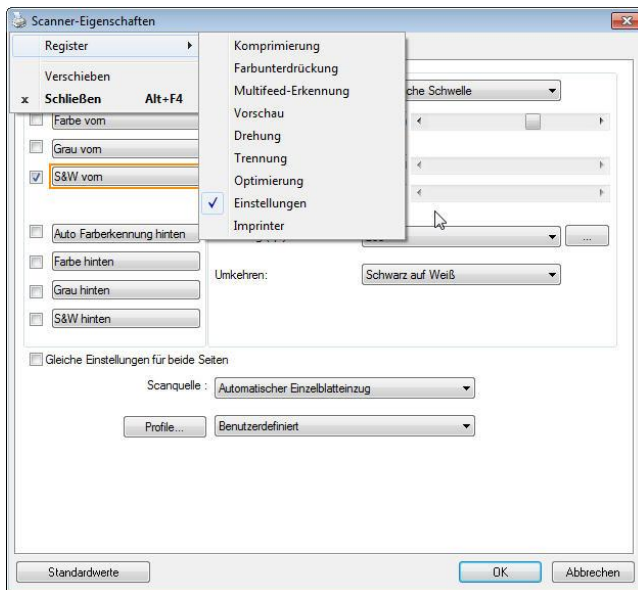 Scanner-Eigenschaften
Register
Verschieben
x Schließen Alt+F4
Komprimierung
Farbunterdrückung
Multifeed-Erkennung
Vorschau
Drehung
Trennung
Optimierung
Einstellungen
Imprinter
che Schwelle
Farbe vorn
Grau vorn
S&W vorn
Auto Farberkennung hinten
Farbe hinten
Grau hinten
S&W hinten
...
Umkehren: Schwarz auf Weiß
Gleiche Einstellungen für beide Seiten
Scanquelle : Automatischer Einzelblatteinzug
Profile... Benutzerdefiniert
Standardwerte OK Abbrechen